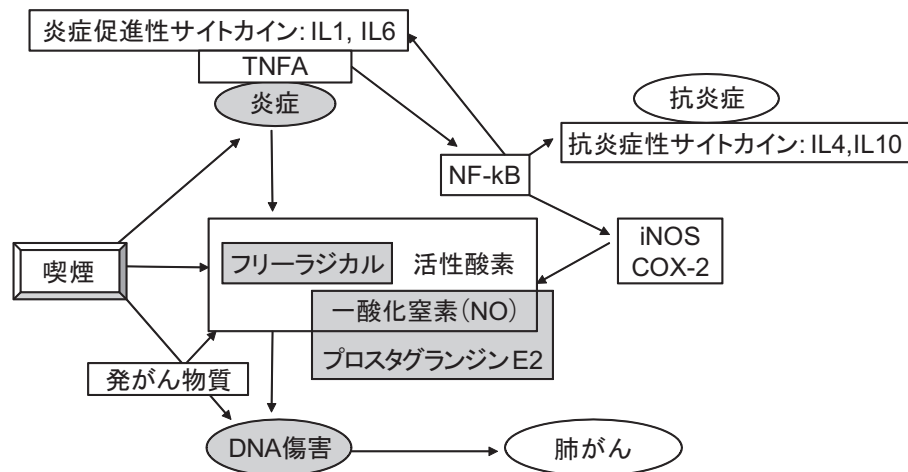 炎症促進性サイトカイン：IL1, IL6
TNFA
炎症
抗炎症
抗炎症性サイトカイン：IL4,IL10
NF-kB
iNOS
COX-2
喫煙
フリーラジカル 活性酸素
一酸化窒素（NO）
プロスタグランジンE2
発がん物質
DNA傷害
肺がん